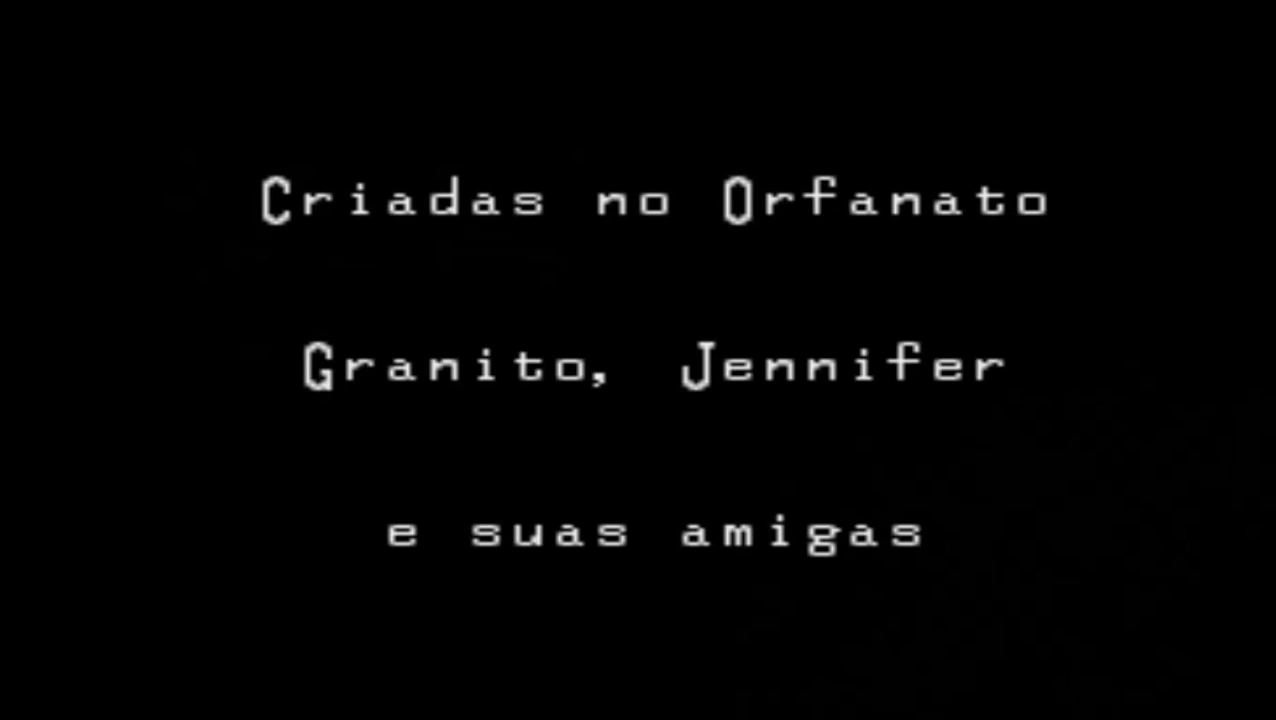 Criadas no Orfanato
Granito, Jennifer
e suas amigas